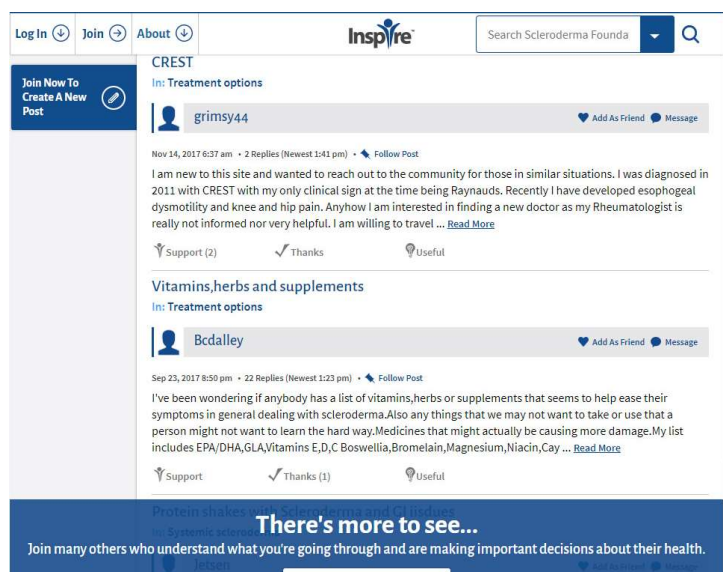 Log In Join About Inspire Search Scleroderma Founda
CREST
In: Treatment options
Join Now To
Create A New
Post
grimsy44 Add As Friend Message
Nov 14, 2017 6:37 am • 2 Replies (Newest 1:41 pm) • Follow Post
I am new to this site and wanted to reach out to the community for those in similar situations. I was diagnosed in
2011 with CREST with my only clinical sign at the time being Raynauds. Recently I have developed esophogeal
dysmotility and knee and hip pain. Anyhow I am interested in finding a new doctor as my Rheumatologist is
really not informed nor very helpful. I am willing to travel ... Read More
Support (2) Thanks Useful
Vitamins,herbs and supplements
In: Treatment options
Bcdalley Add As Friend Message
Sep 23, 2017 8:50 pm • 22 Replies (Newest 1:23 pm) • Follow Post
I've been wondering if anybody has a list of vitamins,herbs or supplements that seems to help ease their
symptoms in general dealing with scleroderma.Also any things that we may not want to take or use that a
person might not want to learn the hard way.Medicines that might actually be causing more damage.My list
includes EPA/DHA,GLA,Vitamins E,D,C Boswellia,Bromelain,Magnesium,Niacin,Cay ... Read More
Support Thanks (1) Useful
Protein shakes with Scleroderma and GI iisdues
There's more to see...
In: Systemic scleroderma
Join many others who understand what you're going through and are making important decisions about their health.
Jetsen Add As Friend Message